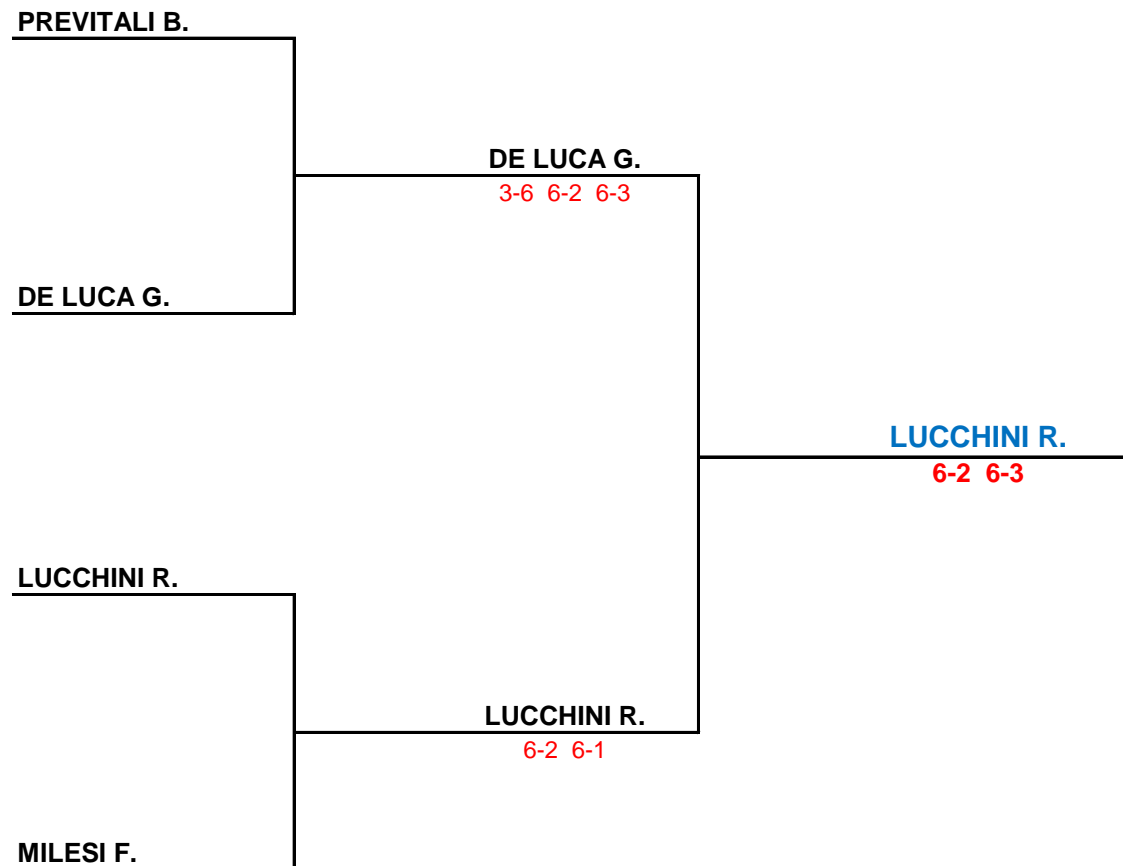 PREVITALI B.
DE LUCA G.
3-6 6-2 6-3
DE LUCA G.
LUCCHINI R.
6-2 6-3
LUCCHINI R.
LUCCHINI R.
6-2 6-1
MILESI F.